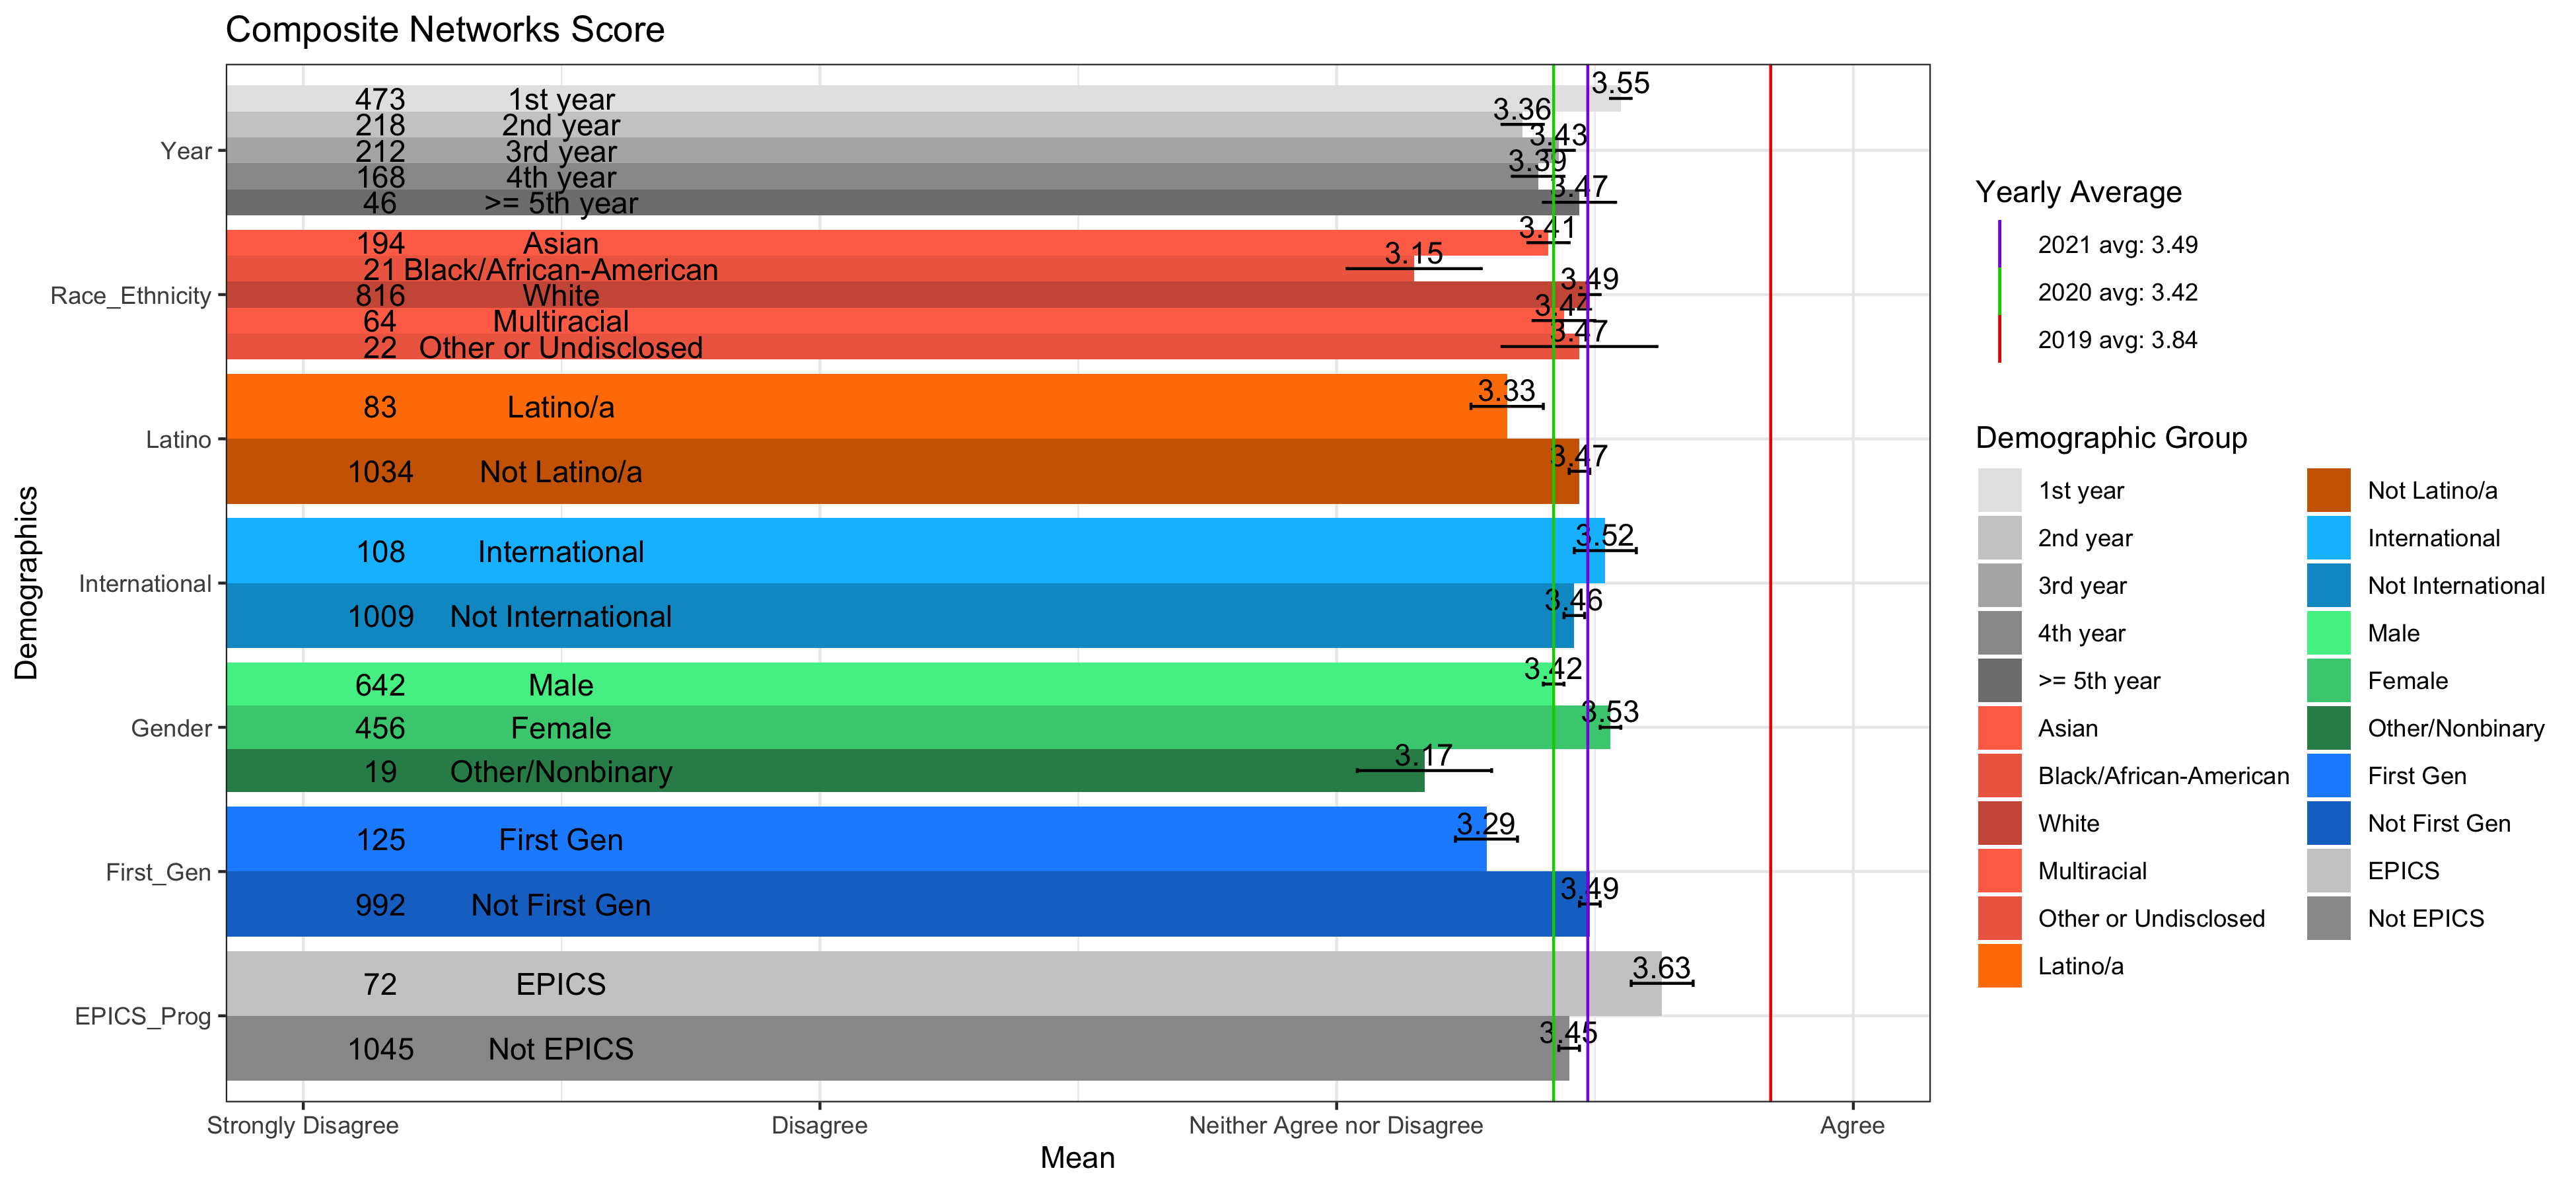 Composite Networks Score
473 1st year 3.55
218 2nd year 3.36
212 3rd year 3.43
168 4th year 3.39
46 >= 5th year 3.47
Year
194 Asian 3.41
21 Black/African-American 3.15
816 White 3.49
64 Multiracial 3.44
22 Other or Undisclosed 3.47
Race_Ethnicity
83 Latino/a 3.33
1034 Not Latino/a 3.47
Latino
108 International 3.52
1009 Not International 3.46
International
642 Male 3.42
456 Female 3.53
19 Other/Nonbinary 3.17
Gender
125 First Gen 3.29
992 Not First Gen 3.49
First_Gen
72 EPICS 3.63
1045 Not EPICS 3.45
EPICS_Prog
Demographics
Strongly Disagree Disagree Neither Agree nor Disagree Agree
Mean
Yearly Average
2021 avg: 3.49
2020 avg: 3.42
2019 avg: 3.84
Demographic Group
1st year
2nd year
3rd year
4th year
>= 5th year
Asian
Black/African-American
White
Multiracial
Other or Undisclosed
Latino/a
Not Latino/a
International
Not International
Male
Female
Other/Nonbinary
First Gen
Not First Gen
EPICS
Not EPICS